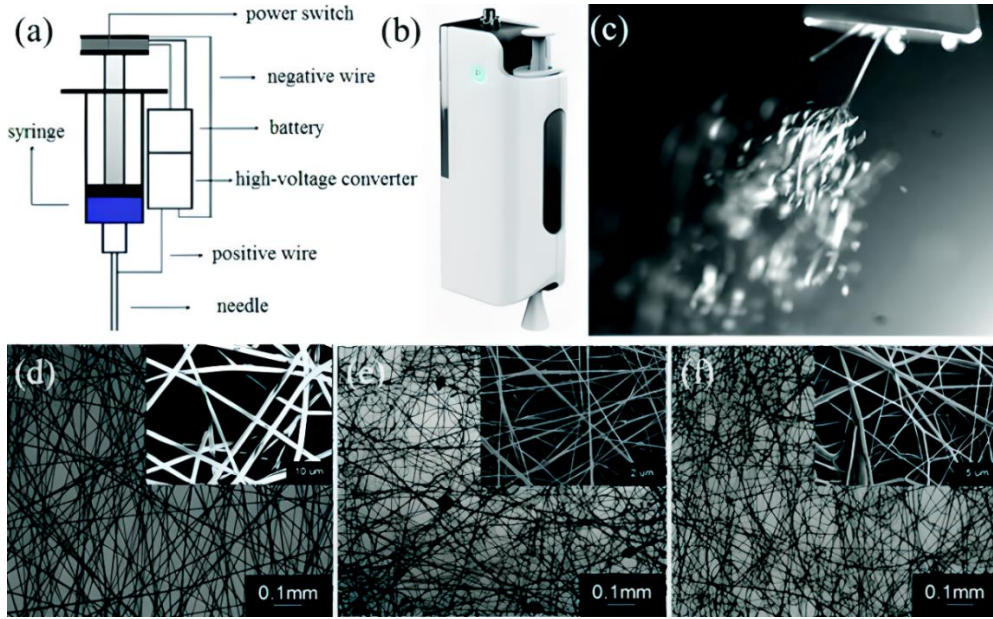 (a)
power switch
negative wire
syringe
battery
high-voltage converter
positive wire
needle
(b)
(c)
(d)
10 um
0.1mm
(e)
2 um
0.1mm
(f)
5 um
0.1mm